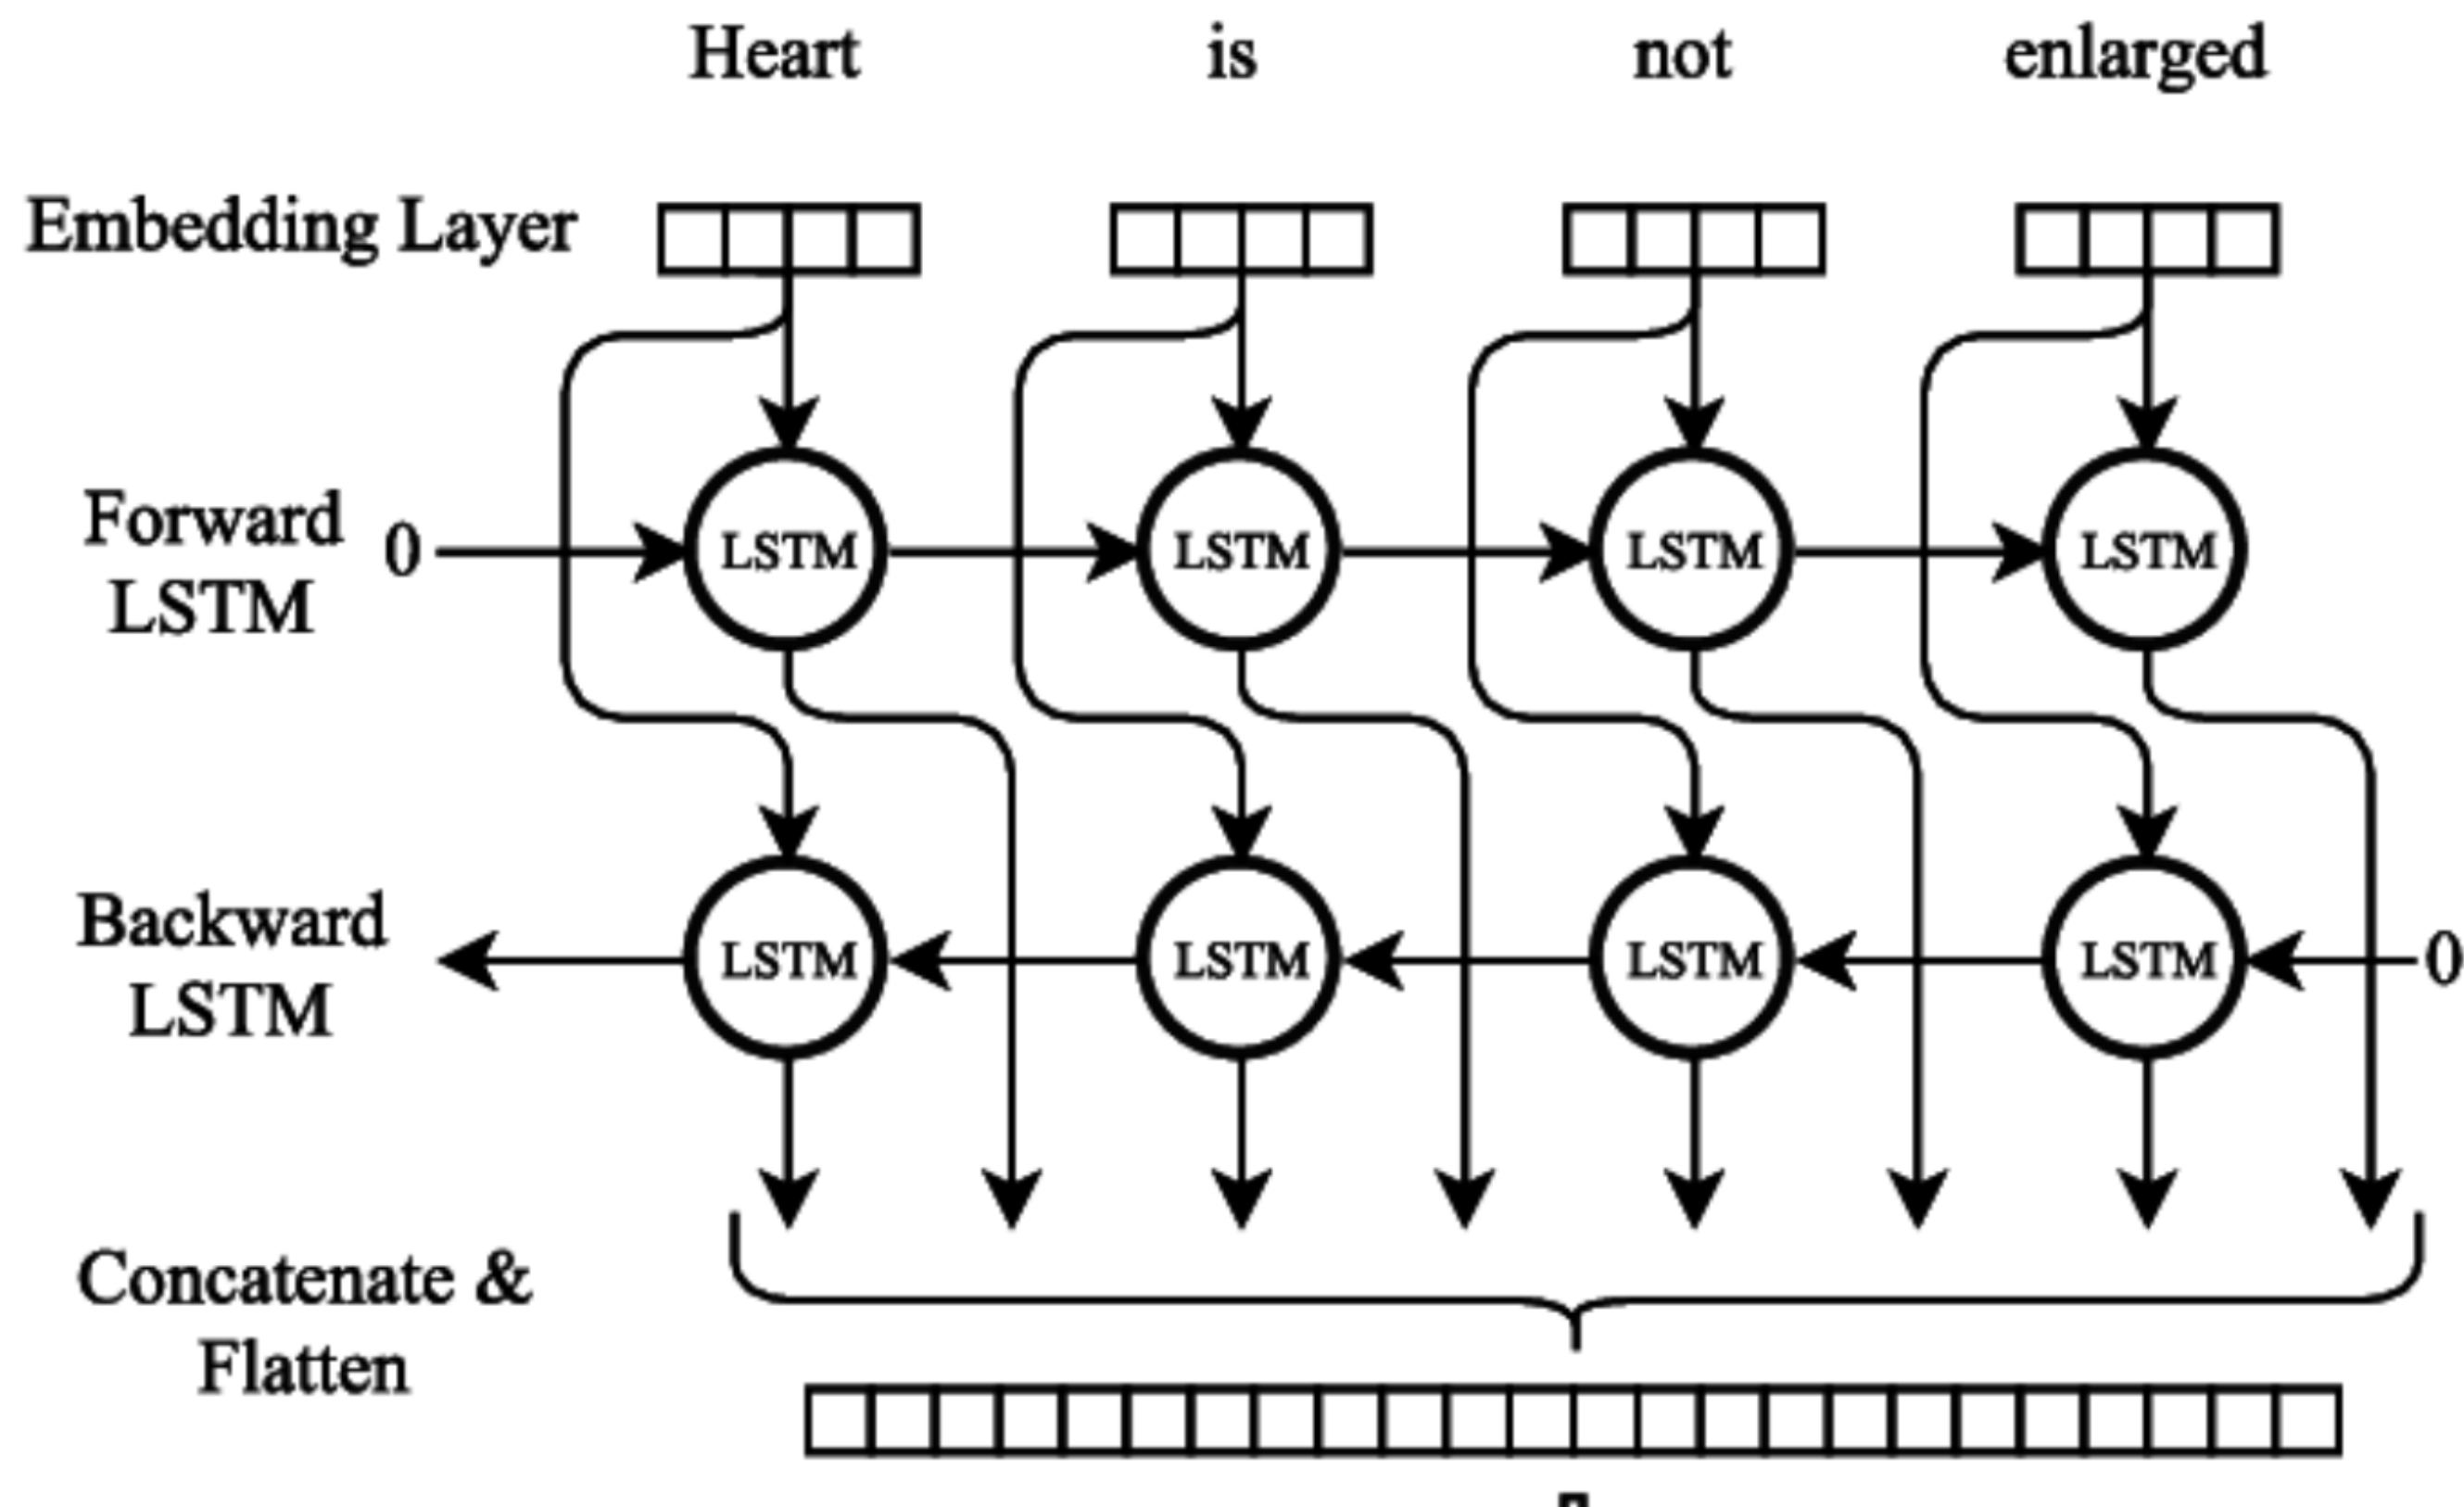 Heart is not enlarged
Embedding Layer
Forward
LSTM
0
LSTM LSTM LSTM LSTM
Backward
LSTM
LSTM LSTM LSTM LSTM
0
Concatenate &
Flatten